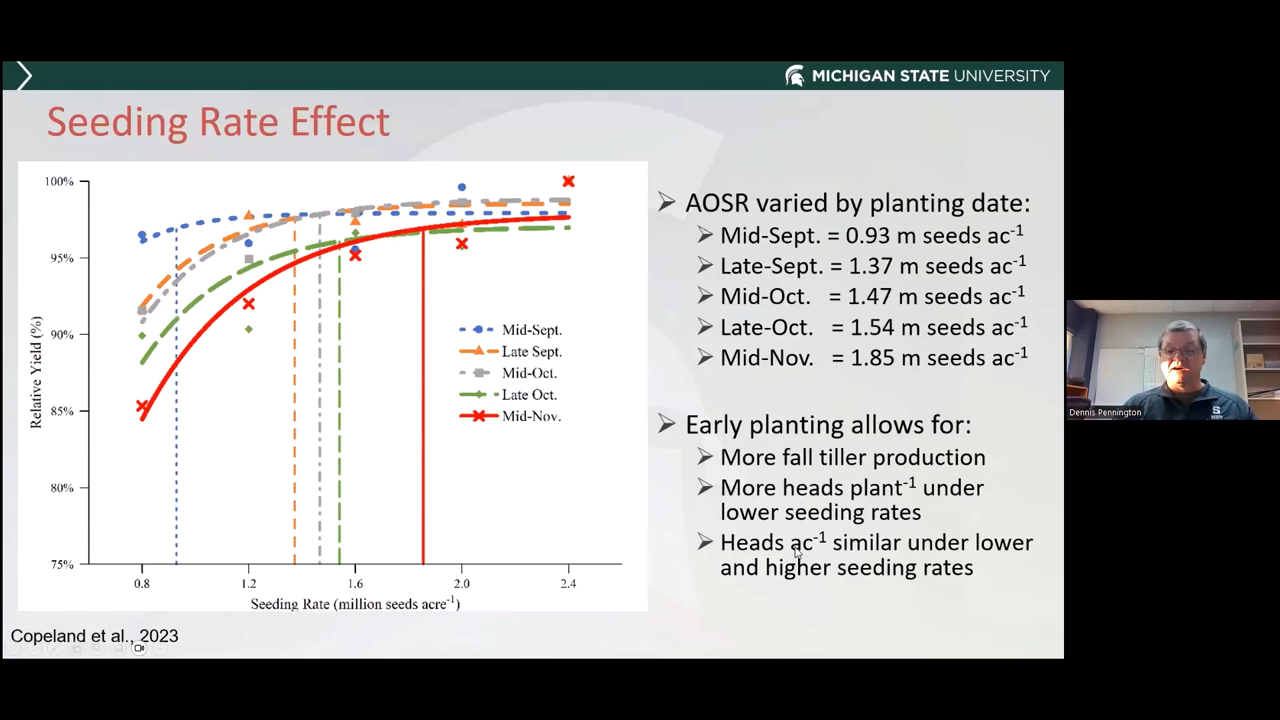 MICHIGAN STATE UNIVERSITY
Seeding Rate Effect
100%
95%
90%
85%
80%
75%
Relative Yield (%)
0.8
1.2
1.6
2.0
2.4
Seeding Rate (million seeds acre⁻¹)
Mid-Sept.
Late Sept.
Mid-Oct.
Late Oct.
Mid-Nov.
AOSR varied by planting date:
Mid-Sept. = 0.93 m seeds ac⁻¹
Late-Sept. = 1.37 m seeds ac⁻¹
Mid-Oct. = 1.47 m seeds ac⁻¹
Late-Oct. = 1.54 m seeds ac⁻¹
Mid-Nov. = 1.85 m seeds ac⁻¹
Early planting allows for:
More fall tiller production
More heads plant⁻¹ under
lower seeding rates
Heads ac⁻¹ similar under lower
and higher seeding rates
Copeland et al., 2023
Dennis Pennington